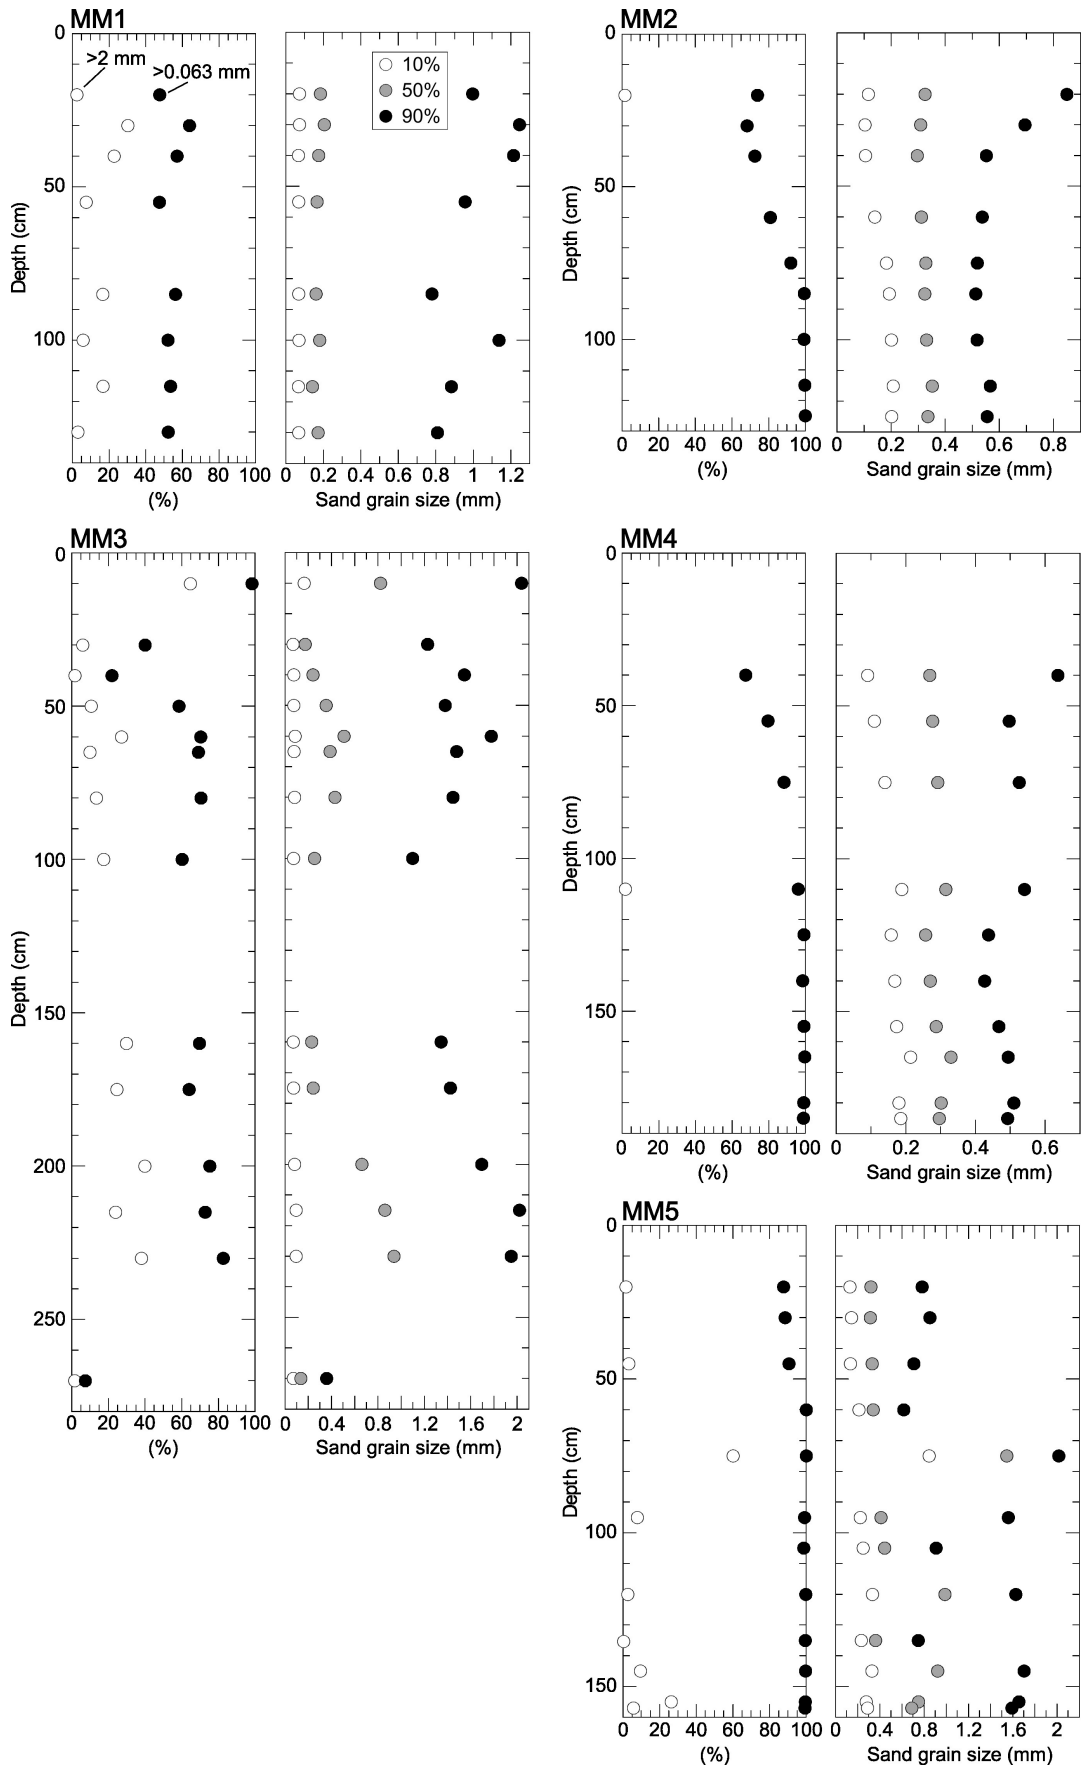 MM1
0
50
100
Depth (cm)
>2 mm
>0.063 mm
0 20 40 60 80 100
(%)
10%
50%
90%
0 0.2 0.4 0.6 0.8 1 1.2
Sand grain size (mm)
MM2
0
50
100
Depth (cm)
0 20 40 60 80 100
(%)
0 0.2 0.4 0.6 0.8
Sand grain size (mm)
MM3
0
50
100
150
200
250
Depth (cm)
0 20 40 60 80 100
(%)
0 0.4 0.8 1.2 1.6 2
Sand grain size (mm)
MM4
0
50
100
150
Depth (cm)
0 20 40 60 80 100
(%)
0 0.2 0.4 0.6
Sand grain size (mm)
MM5
0
50
100
150
Depth (cm)
0 20 40 60 80 100
(%)
0 0.4 0.8 1.2 1.6 2
Sand grain size (mm)